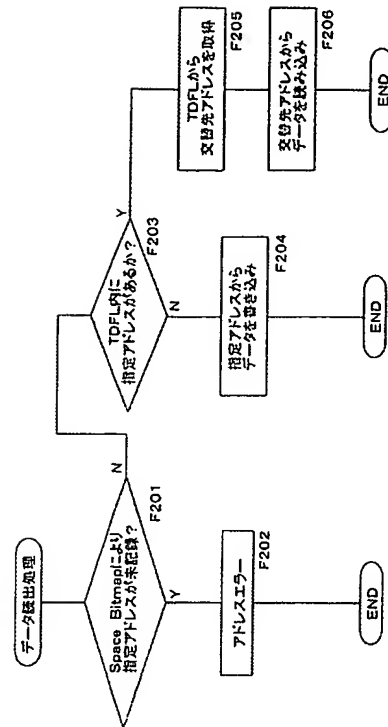 データ読出処理
Space Bitmapにより
指定アドレスが未記録?
F201
N
Y
アドレスエラー
F202
END
TDFL内に
指定アドレスがあるか?
F203
Y
N
指定アドレスから
データを書き込み
F204
END
TDFLから
交替先アドレスを取得
F205
交替先アドレスから
データを読み込み
F206
END